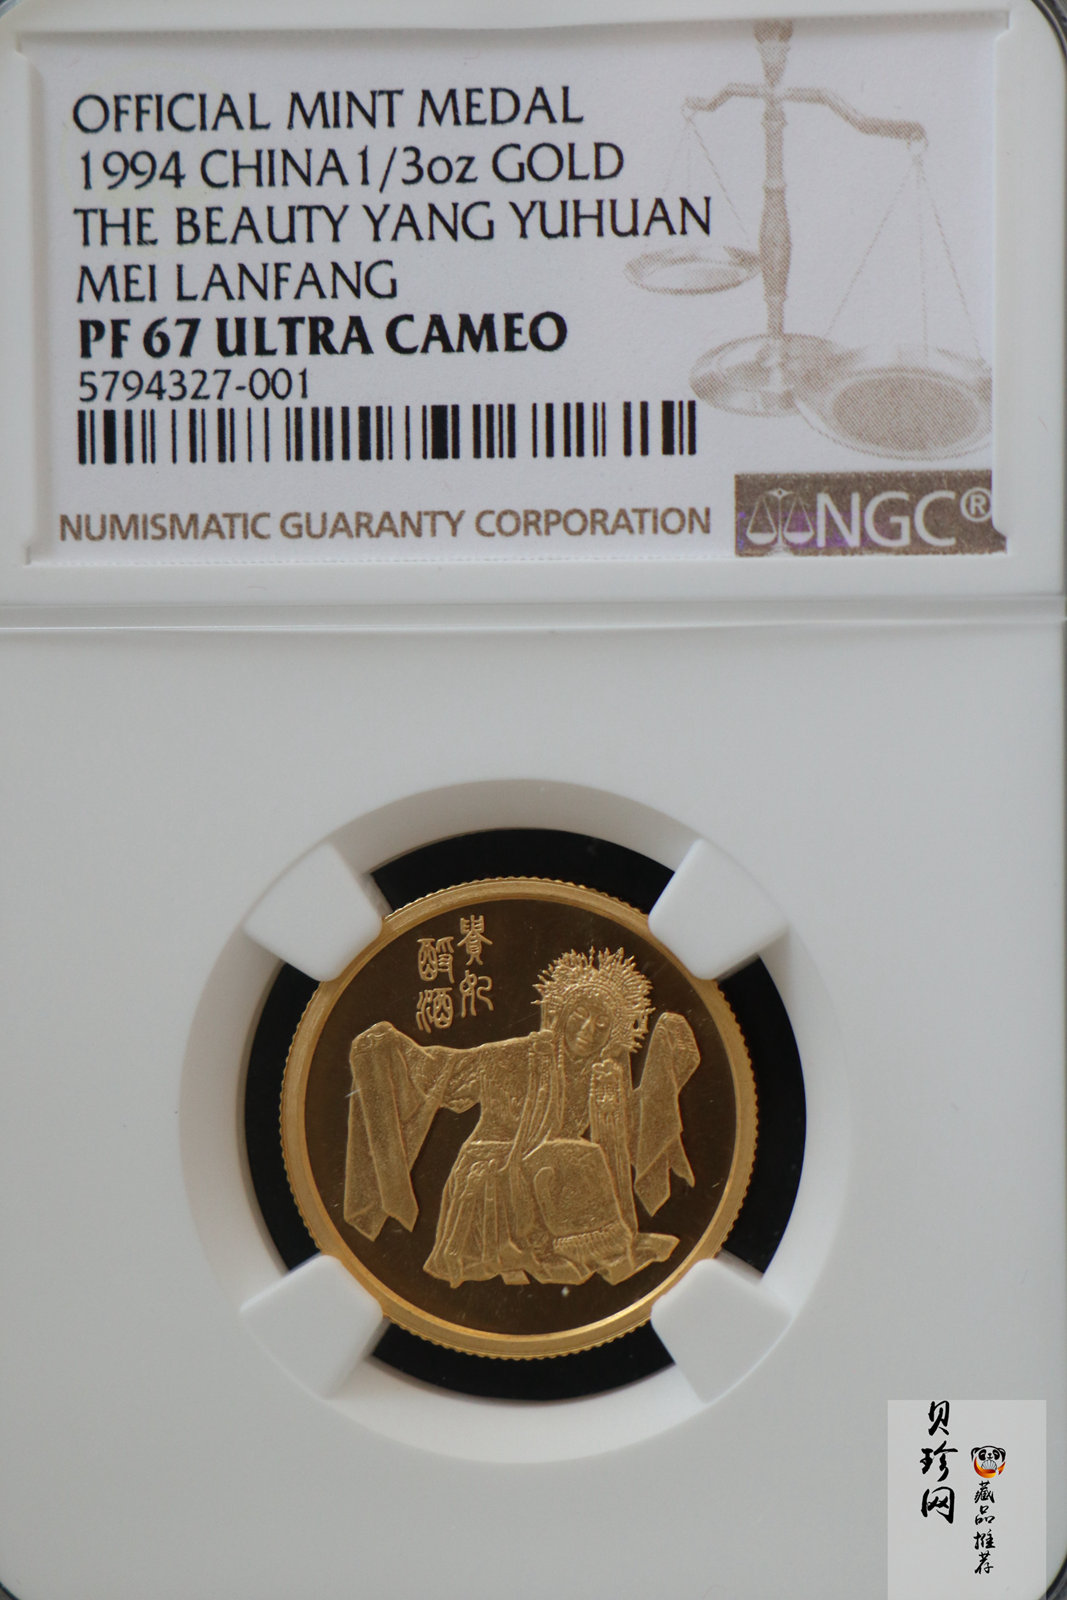 OFFICIAL MINT MEDAL
1994 CHINA 1/3oz GOLD
THE BEAUTY YANG YUHUAN
MEI LANFANG
PF 67 ULTRA CAMEO
5794327-001
NUMISMATIC GUARANTY CORPORATION
NGC®
貴妃
醉酒
贝珍网
藏品推荐